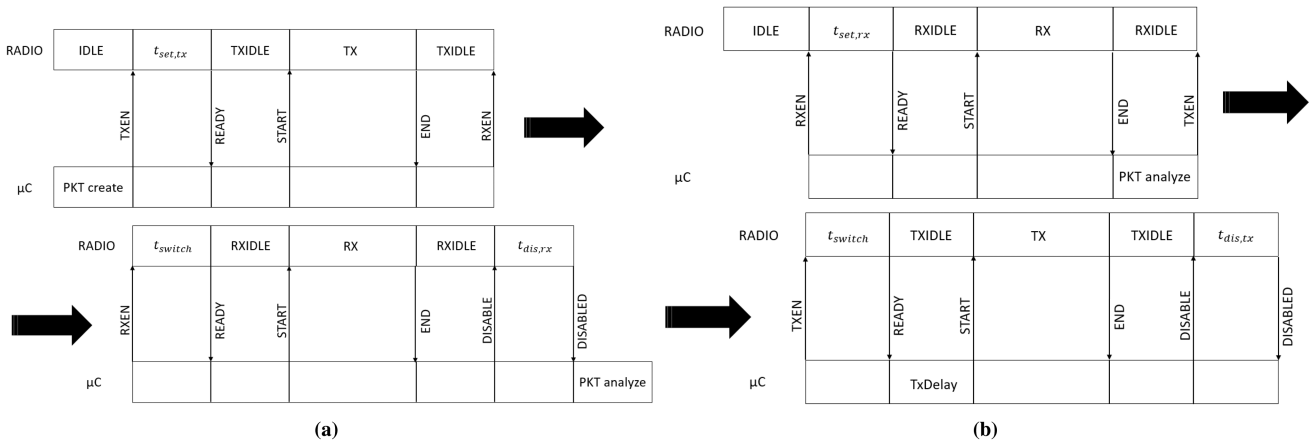 RADIO IDLE t_set,tx TXIDLE TX TXIDLE
TXEN READY START END RXEN
μC PKT create
RADIO t_switch RXIDLE RX RXIDLE t_dis,rx
RXEN READY START END DISABLE DISABLED
μC PKT analyze
(a)
RADIO IDLE t_set,rx RXIDLE RX RXIDLE
RXEN READY START END TXEN
μC PKT analyze
RADIO t_switch TXIDLE TX TXIDLE t_dis,tx
TXEN READY START END DISABLE DISABLED
μC TxDelay
(b)